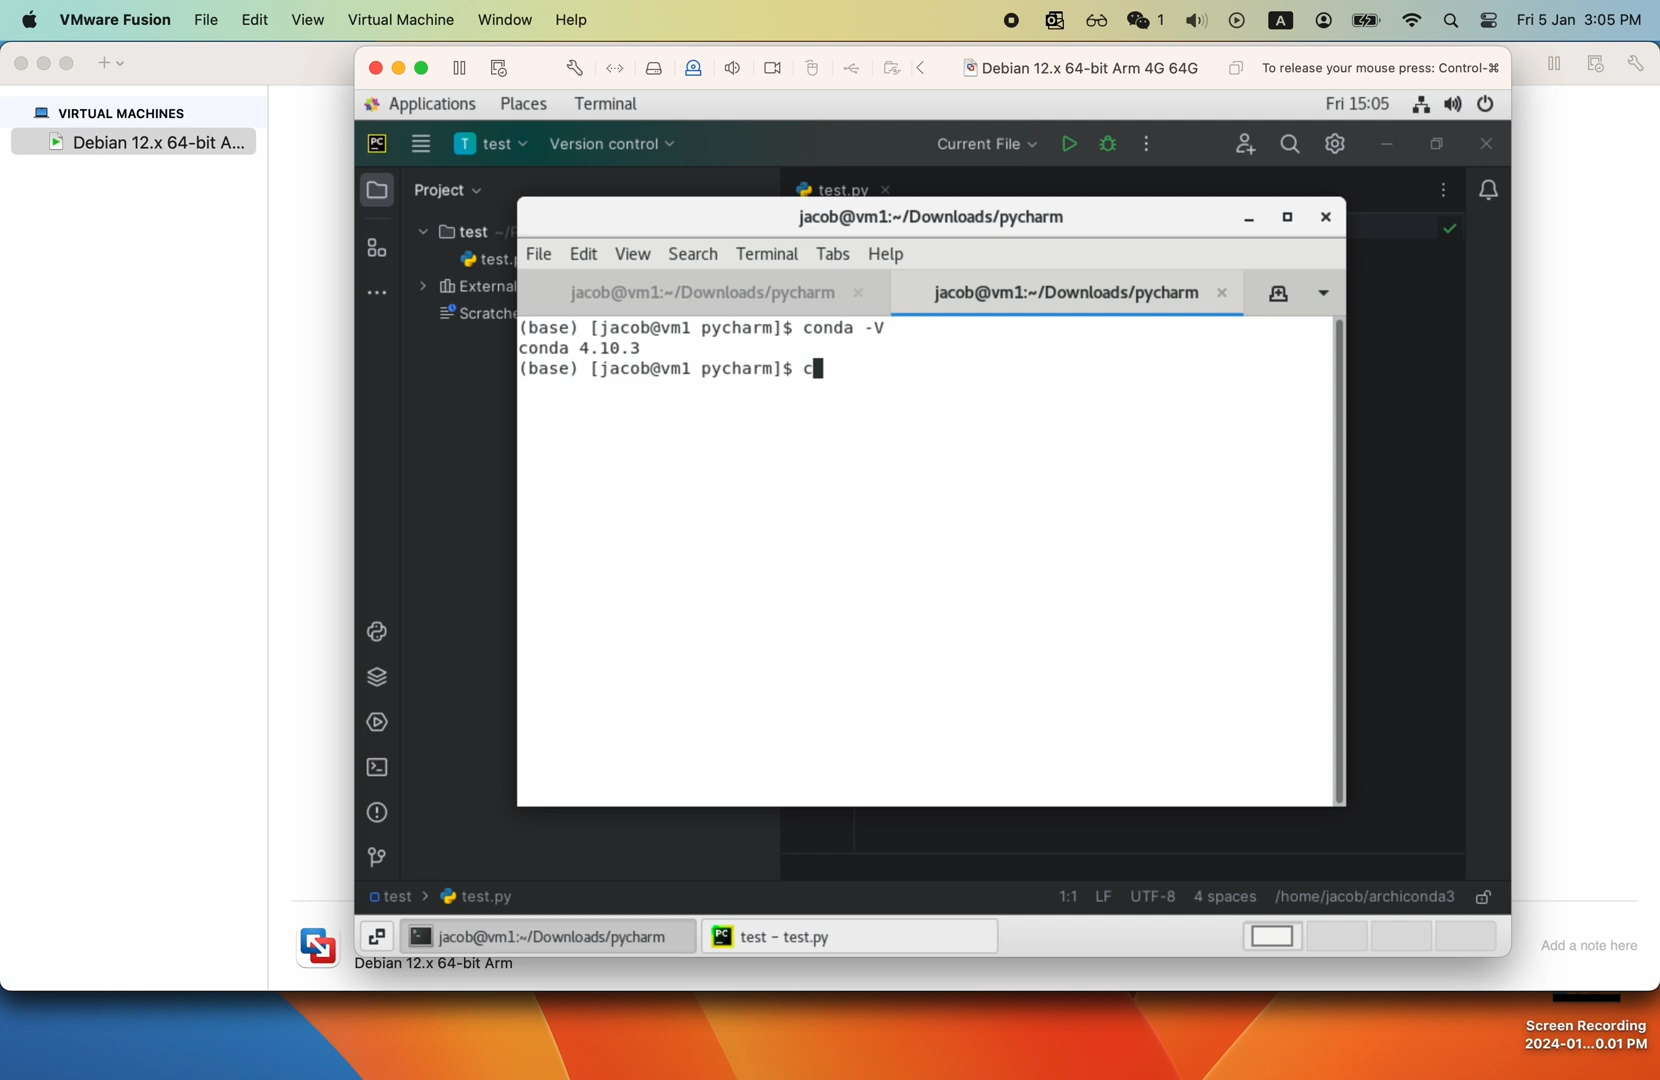 VMware Fusion File Edit View Virtual Machine Window Help 1 A Fri 5 Jan 3:05 PM
Debian 12.x 64-bit Arm 4G 64G To release your mouse press: Control-⌘
VIRTUAL MACHINES
Debian 12.x 64-bit A...
Applications Places Terminal Fri 15:05
PC T test Version control Current File
Project test.py
test ~/P
test.p
External
Scratche
jacob@vm1:~/Downloads/pycharm
File Edit View Search Terminal Tabs Help
jacob@vm1:~/Downloads/pycharm jacob@vm1:~/Downloads/pycharm
(base) [jacob@vm1 pycharm]$ conda -V
conda 4.10.3
(base) [jacob@vm1 pycharm]$ c
test > test.py 1:1 LF UTF-8 4 spaces /home/jacob/archiconda3
jacob@vm1:~/Downloads/pycharm PC test – test.py
Debian 12.x 64-bit Arm
Add a note here
Screen Recording
2024-01...0.01 PM